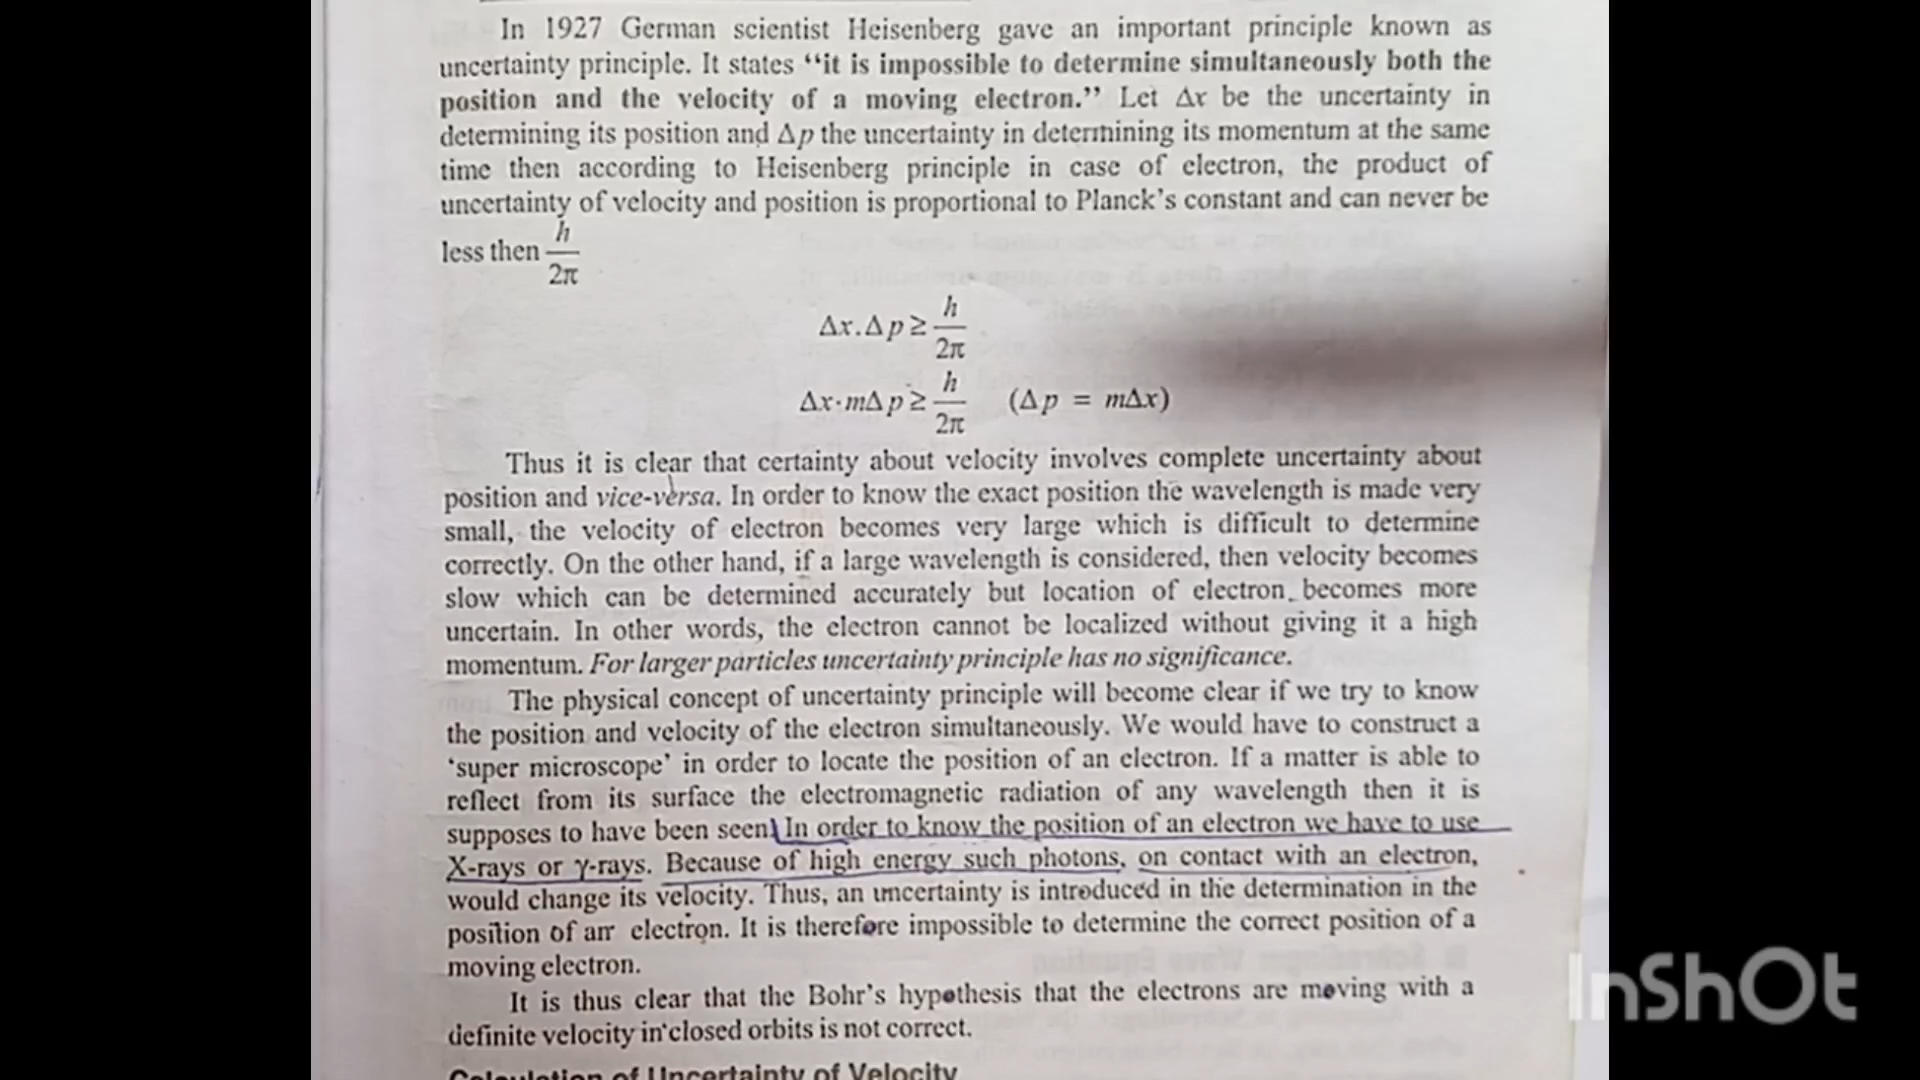 In 1927 German scientist Heisenberg gave an important principle known as
uncertainty principle. It states “it is impossible to determine simultaneously both the
position and the velocity of a moving electron.” Let Δx be the uncertainty in
determining its position and Δp the uncertainty in determining its momentum at the same
time then according to Heisenberg principle in case of electron, the product of
uncertainty of velocity and position is proportional to Planck’s constant and can never be
less then h/2π
Δx.Δp ≥ h/2π
Δx·mΔp ≥ h/2π (Δp = mΔx)
Thus it is clear that certainty about velocity involves complete uncertainty about
position and vice-versa. In order to know the exact position the wavelength is made very
small, the velocity of electron becomes very large which is difficult to determine
correctly. On the other hand, if a large wavelength is considered, then velocity becomes
slow which can be determined accurately but location of electron becomes more
uncertain. In other words, the electron cannot be localized without giving it a high
momentum. For larger particles uncertainty principle has no significance.
The physical concept of uncertainty principle will become clear if we try to know
the position and velocity of the electron simultaneously. We would have to construct a
‘super microscope’ in order to locate the position of an electron. If a matter is able to
reflect from its surface the electromagnetic radiation of any wavelength then it is
supposes to have been seen. In order to know the position of an electron we have to use
X-rays or γ-rays. Because of high energy such photons, on contact with an electron,
would change its velocity. Thus, an uncertainty is introduced in the determination in the
position of an electron. It is therefore impossible to determine the correct position of a
moving electron.
It is thus clear that the Bohr’s hypothesis that the electrons are moving with a
definite velocity in closed orbits is not correct.
Calculation of Uncertainty of Velocity
InShOt